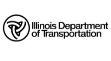 Illinois Department
of Transportation